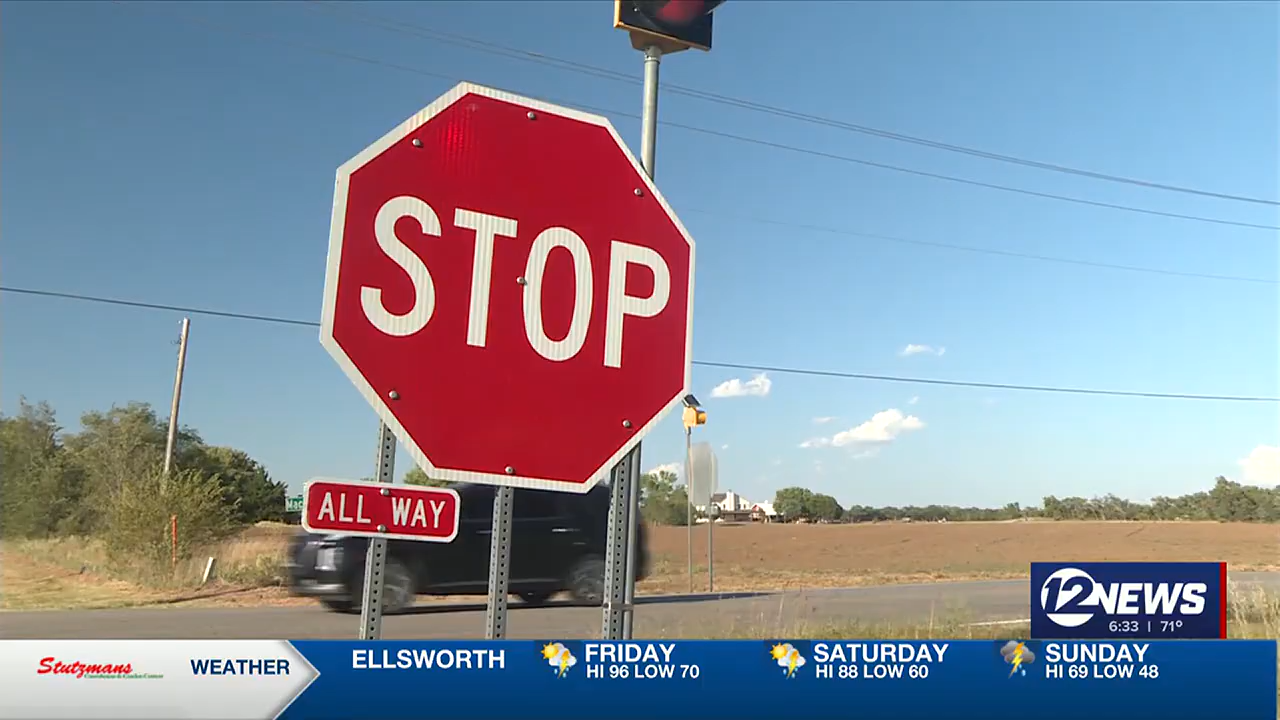 STOP
ALL WAY
12NEWS
6:33 | 71°
Stutzmans
WEATHER
ELLSWORTH
FRIDAY
HI 96 LOW 70
SATURDAY
HI 88 LOW 60
SUNDAY
HI 69 LOW 48